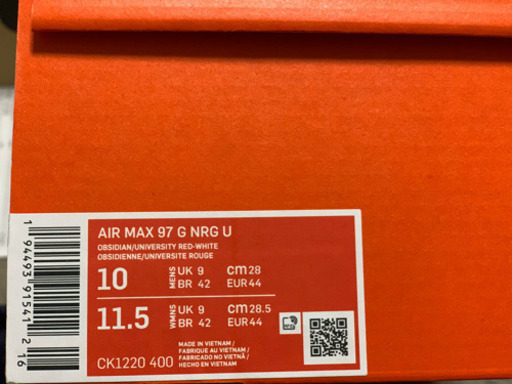 AIR MAX 97 G NRG U
OBSIDIAN/UNIVERSITY RED-WHITE
OBSIDIENNE/UNIVERSITE ROUGE
10 MENS UK 9 cm 28
BR 42 EUR 44
11.5 WMNS UK 9 cm 28.5
BR 42 EUR 44
CK1220 400
MADE IN VIETNAM /
FABRIQUÉ AU VIETNAM /
FABRICADO NO VIETNÃ /
HECHO EN VIETNAM
1 94493 91541 2 16